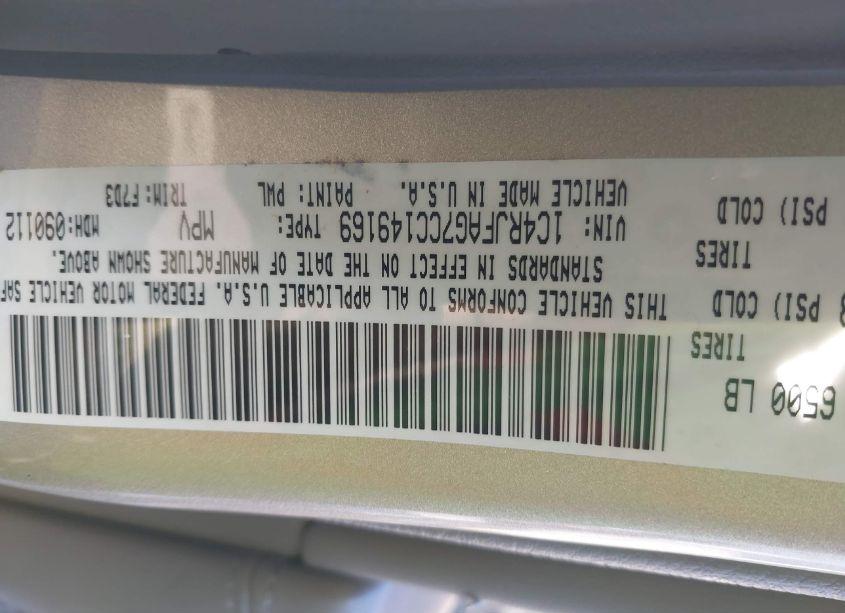 6500 LB
TIRES
PSI) COLD
TIRES
PSI) COLD
THIS VEHICLE CONFORMS TO ALL APPLICABLE U.S.A. FEDERAL MOTOR VEHICLE SAF
STANDARDS IN EFFECT ON THE DATE OF MANUFACTURE SHOWN ABOVE.
VIN: 1C4RJFAG7CC149169 TYPE: MPV MDH:090112
VEHICLE MADE IN U.S.A. PAINT: PWL TRIM:F7D3